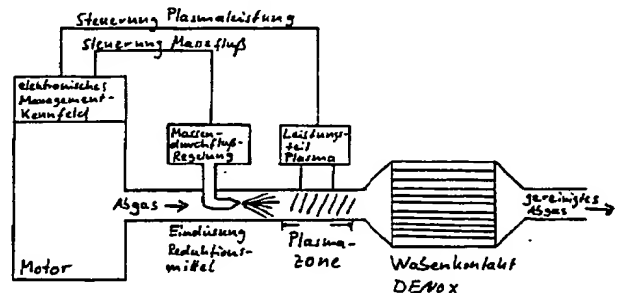 Steuerung Plasmaleistung
Steuerung Massefluß
elektronisches
Management-
Kennfeld
Massen-
durchfluß-
Regelung
Leistungs-
teil
Plasma
Abgas
gereinigtes
Abgas
Eindüsung
Reduktions-
mittel
Plasma-
zone
Wabenkontakt
DENOX
Motor